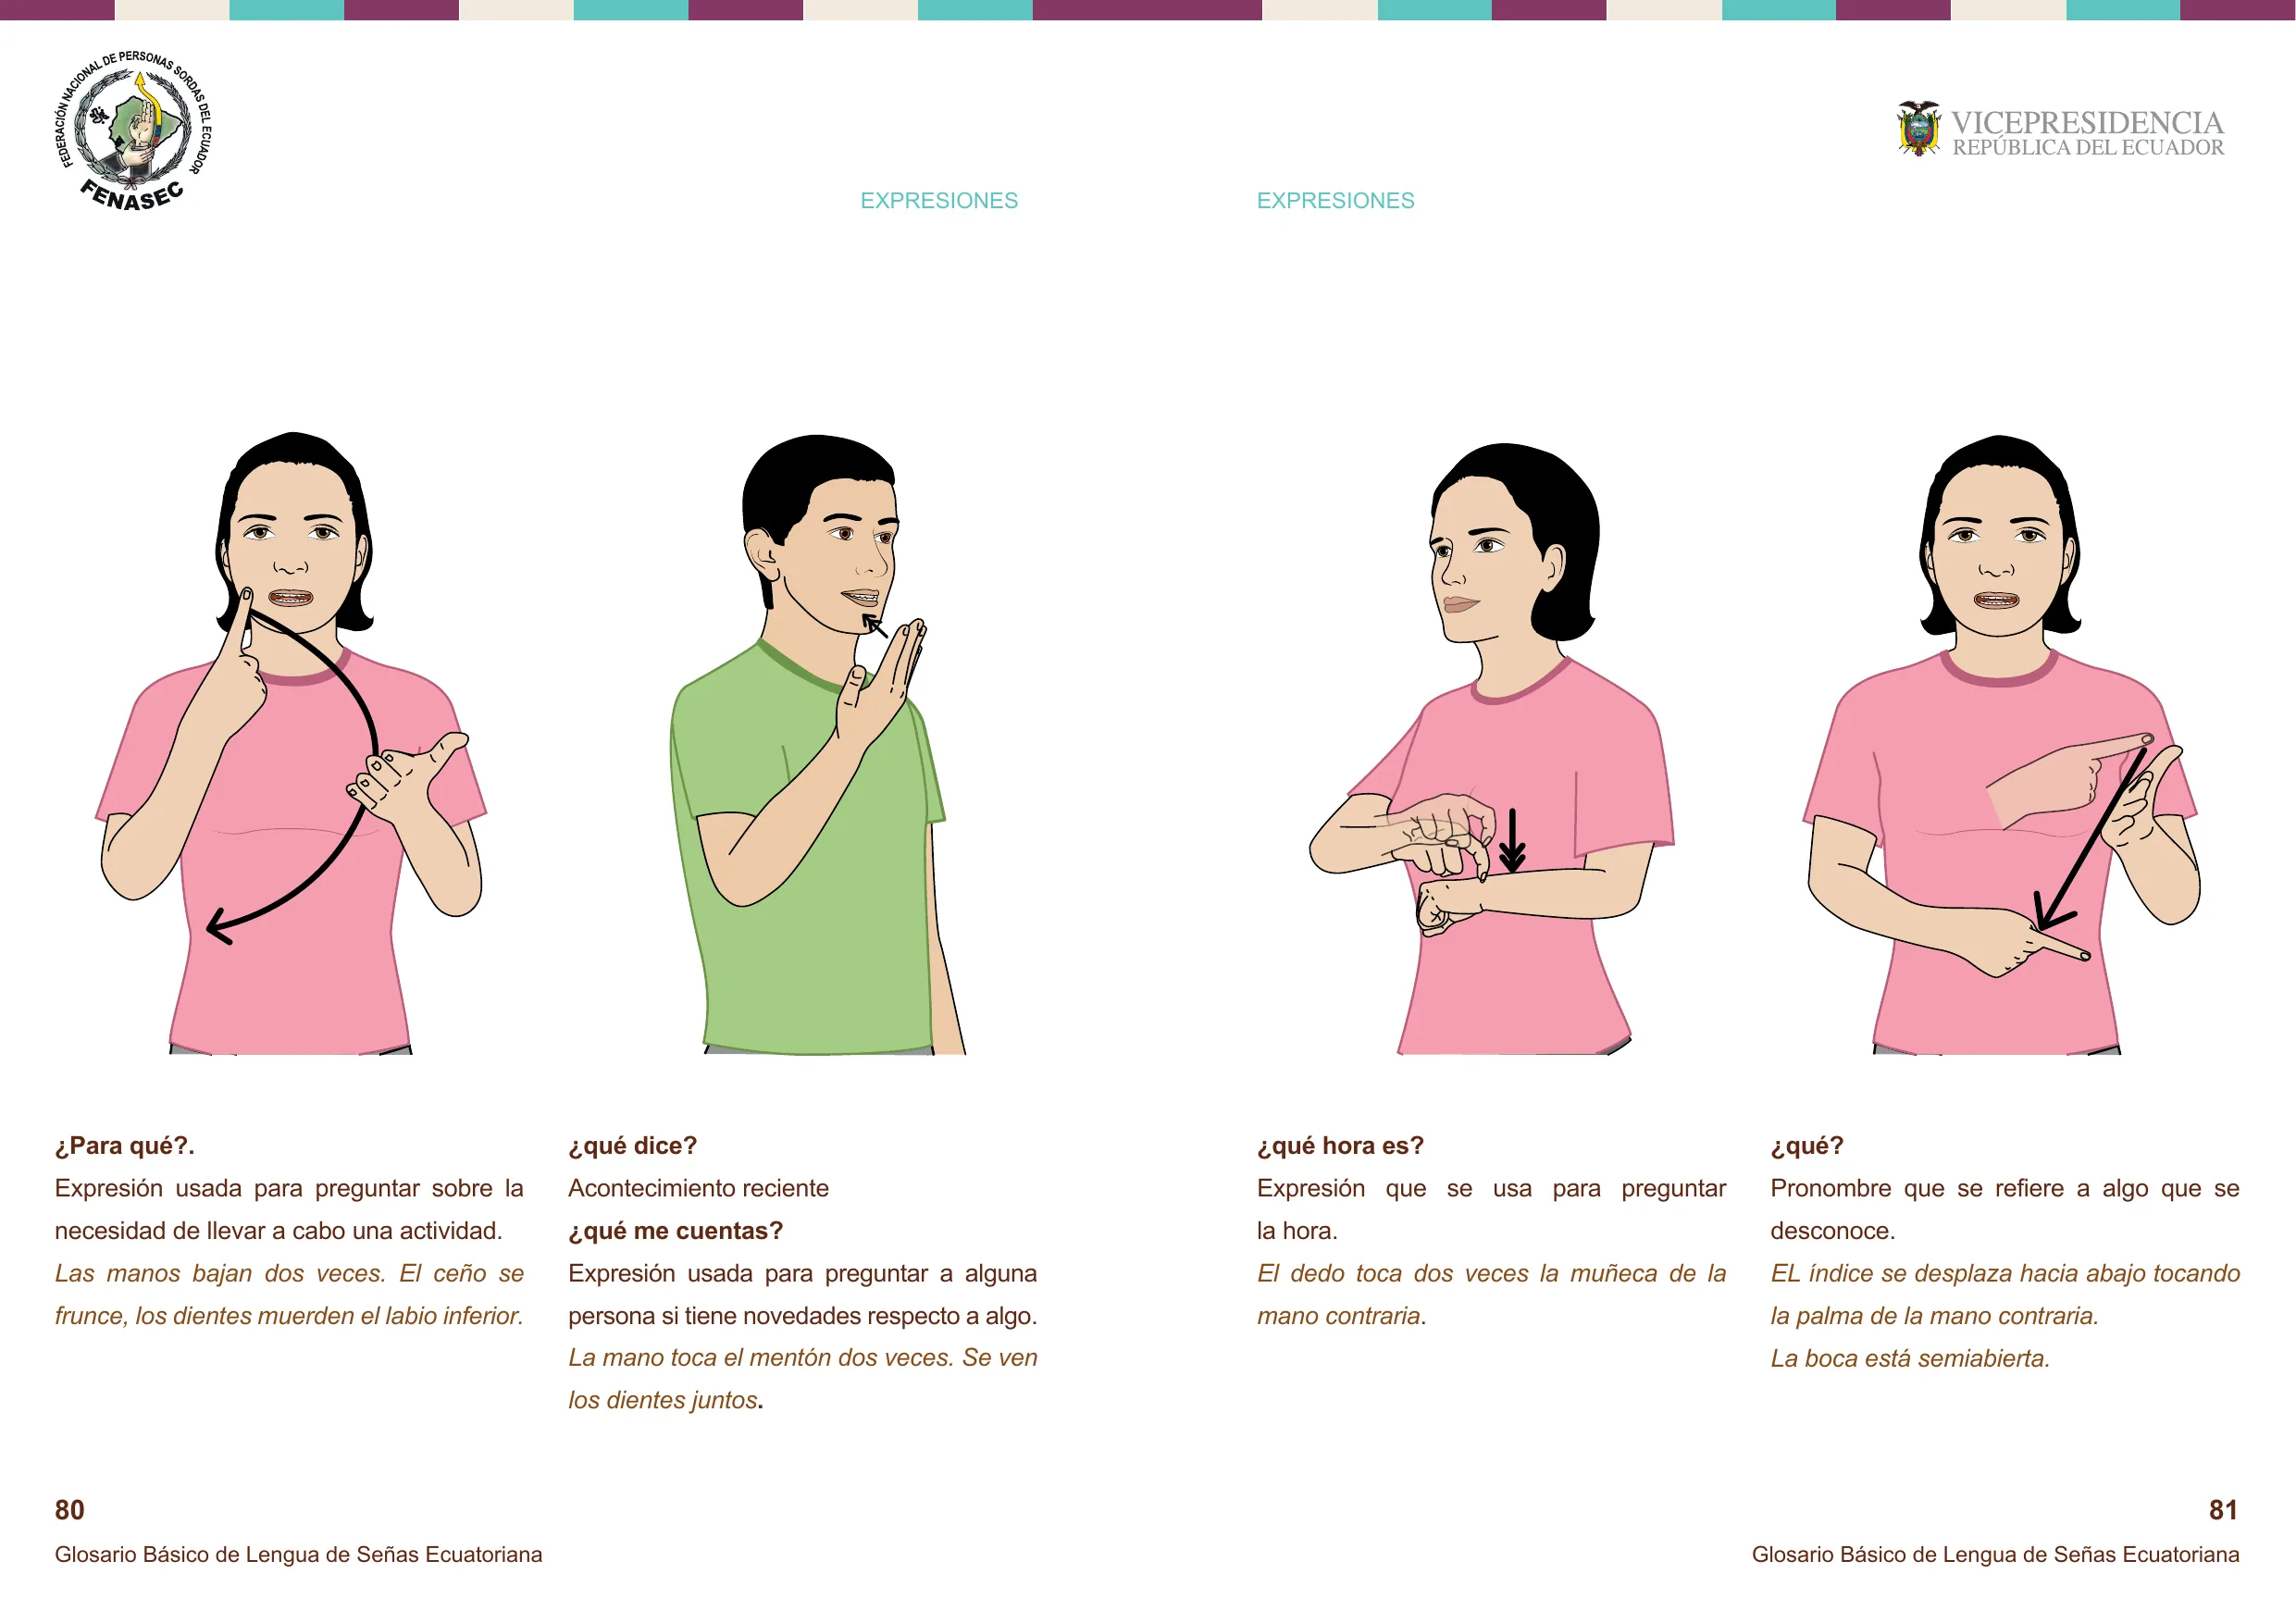 FEDERACIÓN NACIONAL DE PERSONAS SORDAS DEL ECUADOR
FENASEC
EXPRESIONES
¿Para qué?.
Expresión usada para preguntar sobre la
necesidad de llevar a cabo una actividad.
Las manos bajan dos veces. El ceño se
frunce, los dientes muerden el labio inferior.
¿qué dice?
Acontecimiento reciente
¿qué me cuentas?
Expresión usada para preguntar a alguna
persona si tiene novedades respecto a algo.
La mano toca el mentón dos veces. Se ven
los dientes juntos.
80
Glosario Básico de Lengua de Señas Ecuatoriana
VICEPRESIDENCIA
REPÚBLICA DEL ECUADOR
EXPRESIONES
¿qué hora es?
Expresión que se usa para preguntar
la hora.
El dedo toca dos veces la muñeca de la
mano contraria.
¿qué?
Pronombre que se refiere a algo que se
desconoce.
EL índice se desplaza hacia abajo tocando
la palma de la mano contraria.
La boca está semiabierta.
81
Glosario Básico de Lengua de Señas Ecuatoriana